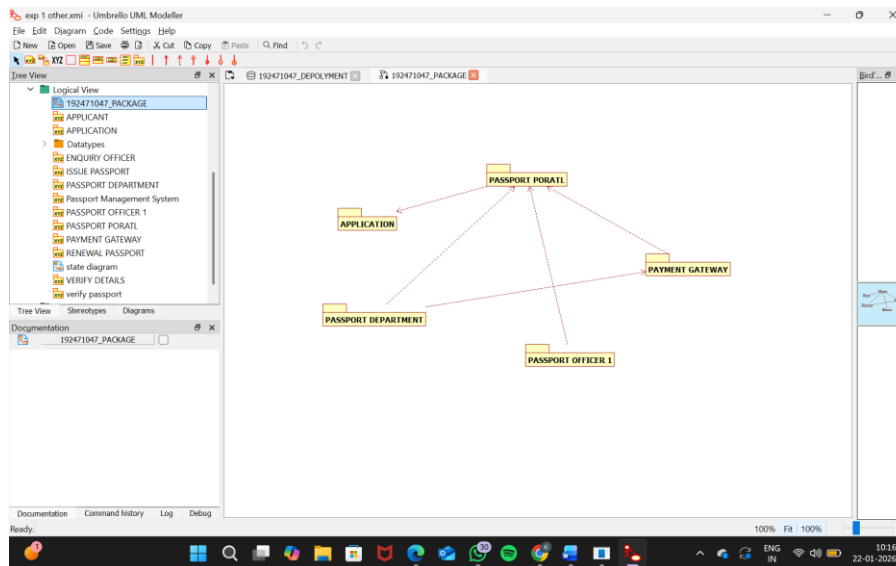 exp 1 other.xmi - Umbrello UML Modeller
File Edit Diagram Code Settings Help
New Open Save Cut Copy Paste Find
XYZ
Tree View
192471047_DEPOLYMENT 192471047_PACKAGE
Bird'...
Logical View
192471047_PACKAGE
APPLICANT
APPLICATION
Datatypes
ENQUIRY OFFICER
ISSUE PASSPORT
PASSPORT DEPARTMENT
Passport Management System
PASSPORT OFFICER 1
PASSPORT PORATL
PAYMENT GATEWAY
RENEWAL PASSPORT
state diagram
VERIFY DETAILS
verify passport
Tree View Stereotypes Diagrams
Documentation
192471047_PACKAGE
PASSPORT PORATL
APPLICATION
PAYMENT GATEWAY
PASSPORT DEPARTMENT
PASSPORT OFFICER 1
Documentation Command history Log Debug
Ready.
100% Fit 100%
1
30
ENG
IN
10:16
22-01-2026